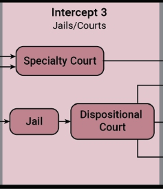 Intercept 3
Jails/Courts
Specialty Court
Jail
Dispositional
Court